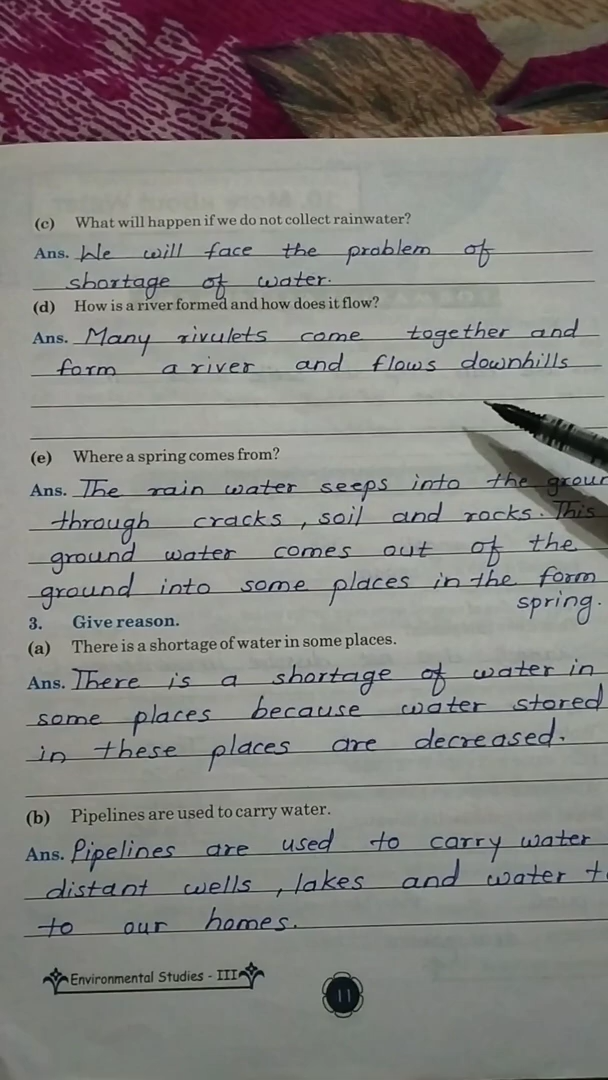 (c) What will happen if we do not collect rainwater?
Ans. We will face the problem of
shortage of water.
(d) How is a river formed and how does it flow?
Ans. Many rivulets come together and
form a river and flows downhills
(e) Where a spring comes from?
Ans. The rain water seeps into the groun
through cracks, soil and rocks. This
ground water comes out of the
ground into some places in the form
spring.
3. Give reason.
(a) There is a shortage of water in some places.
Ans. There is a shortage of water in
some places because water stored
in these places are decreased.
(b) Pipelines are used to carry water.
Ans. Pipelines are used to carry water
distant wells, lakes and water t
to our homes.
Environmental Studies - III
11